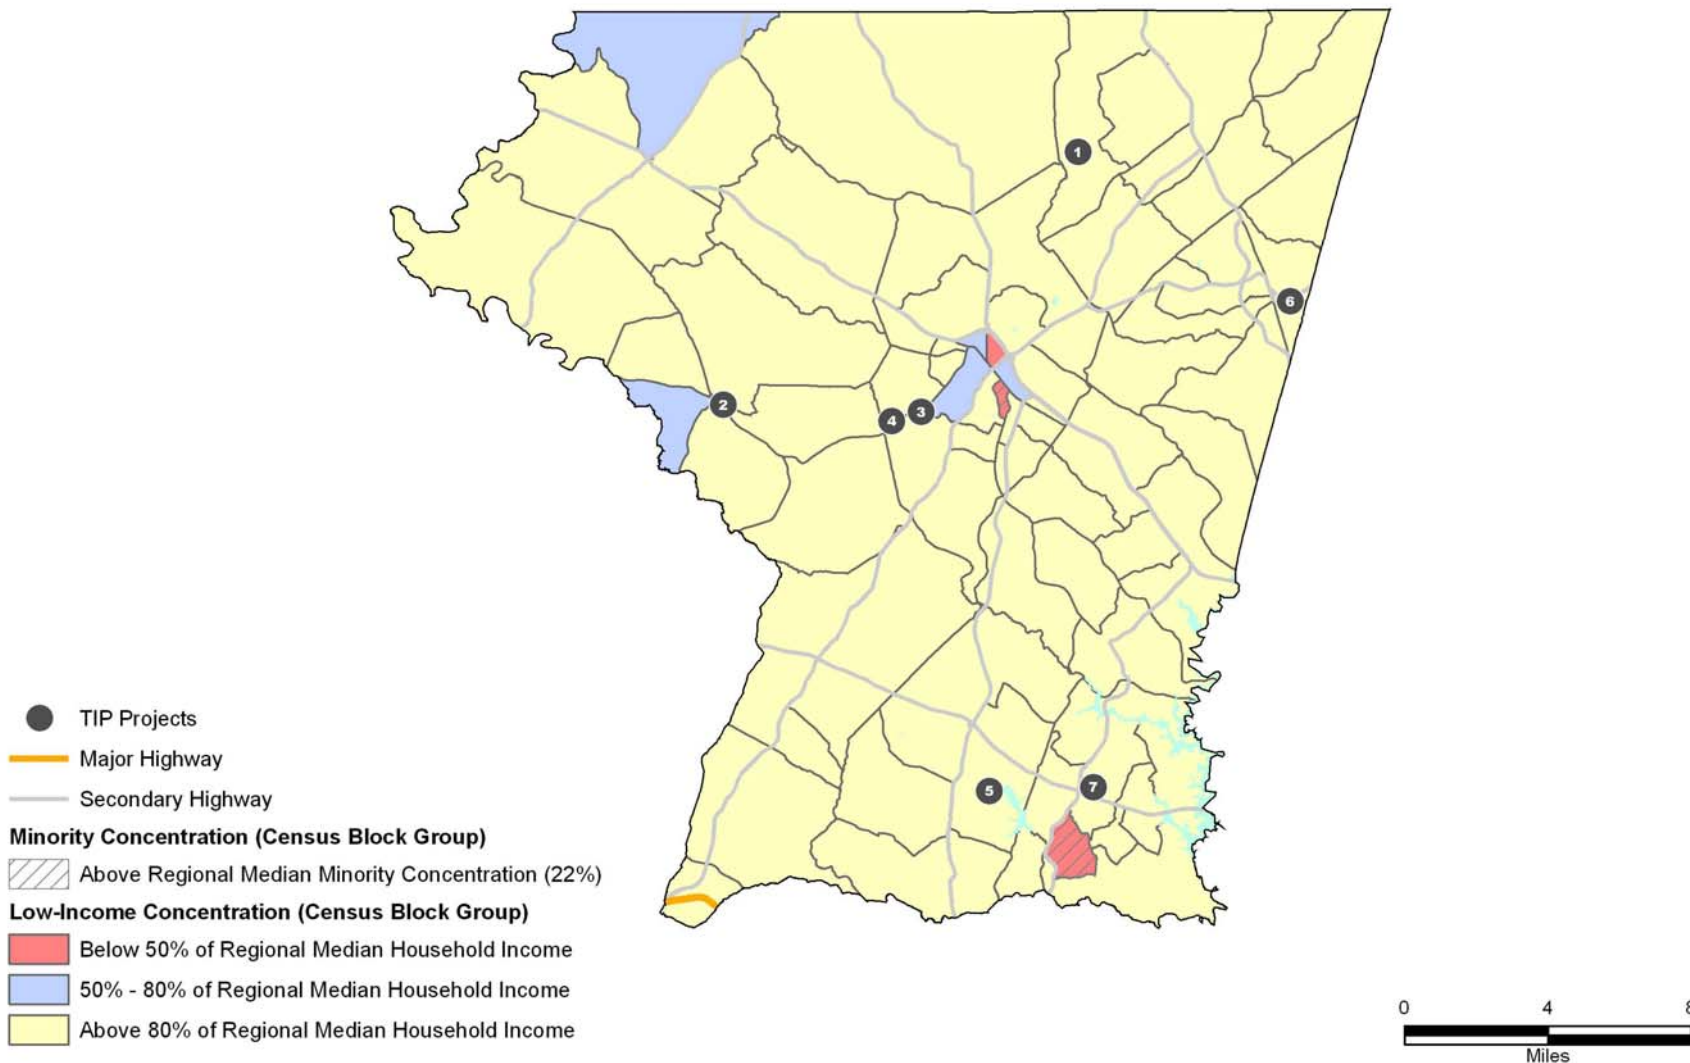 1
6
2
3
4
TIP Projects
Major Highway
Secondary Highway
5
7
Minority Concentration (Census Block Group)
Above Regional Median Minority Concentration (22%)
Low-Income Concentration (Census Block Group)
Below 50% of Regional Median Household Income
50% - 80% of Regional Median Household Income
Above 80% of Regional Median Household Income
0 4 8
Miles